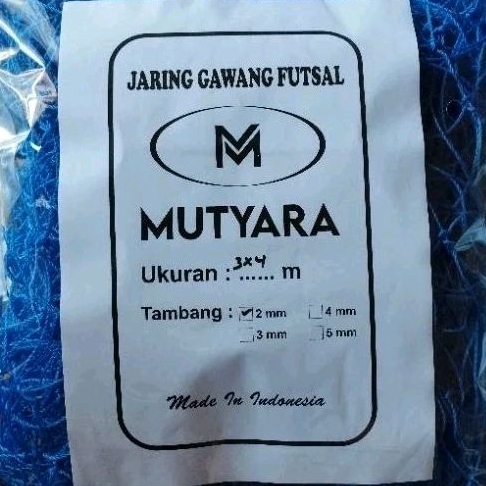 JARING GAWANG FUTSAL
M
MUTYARA
Ukuran : 3x4 ...... m
Tambang : ✔ 2 mm 4 mm
3 mm 5 mm
Made In Indonesia